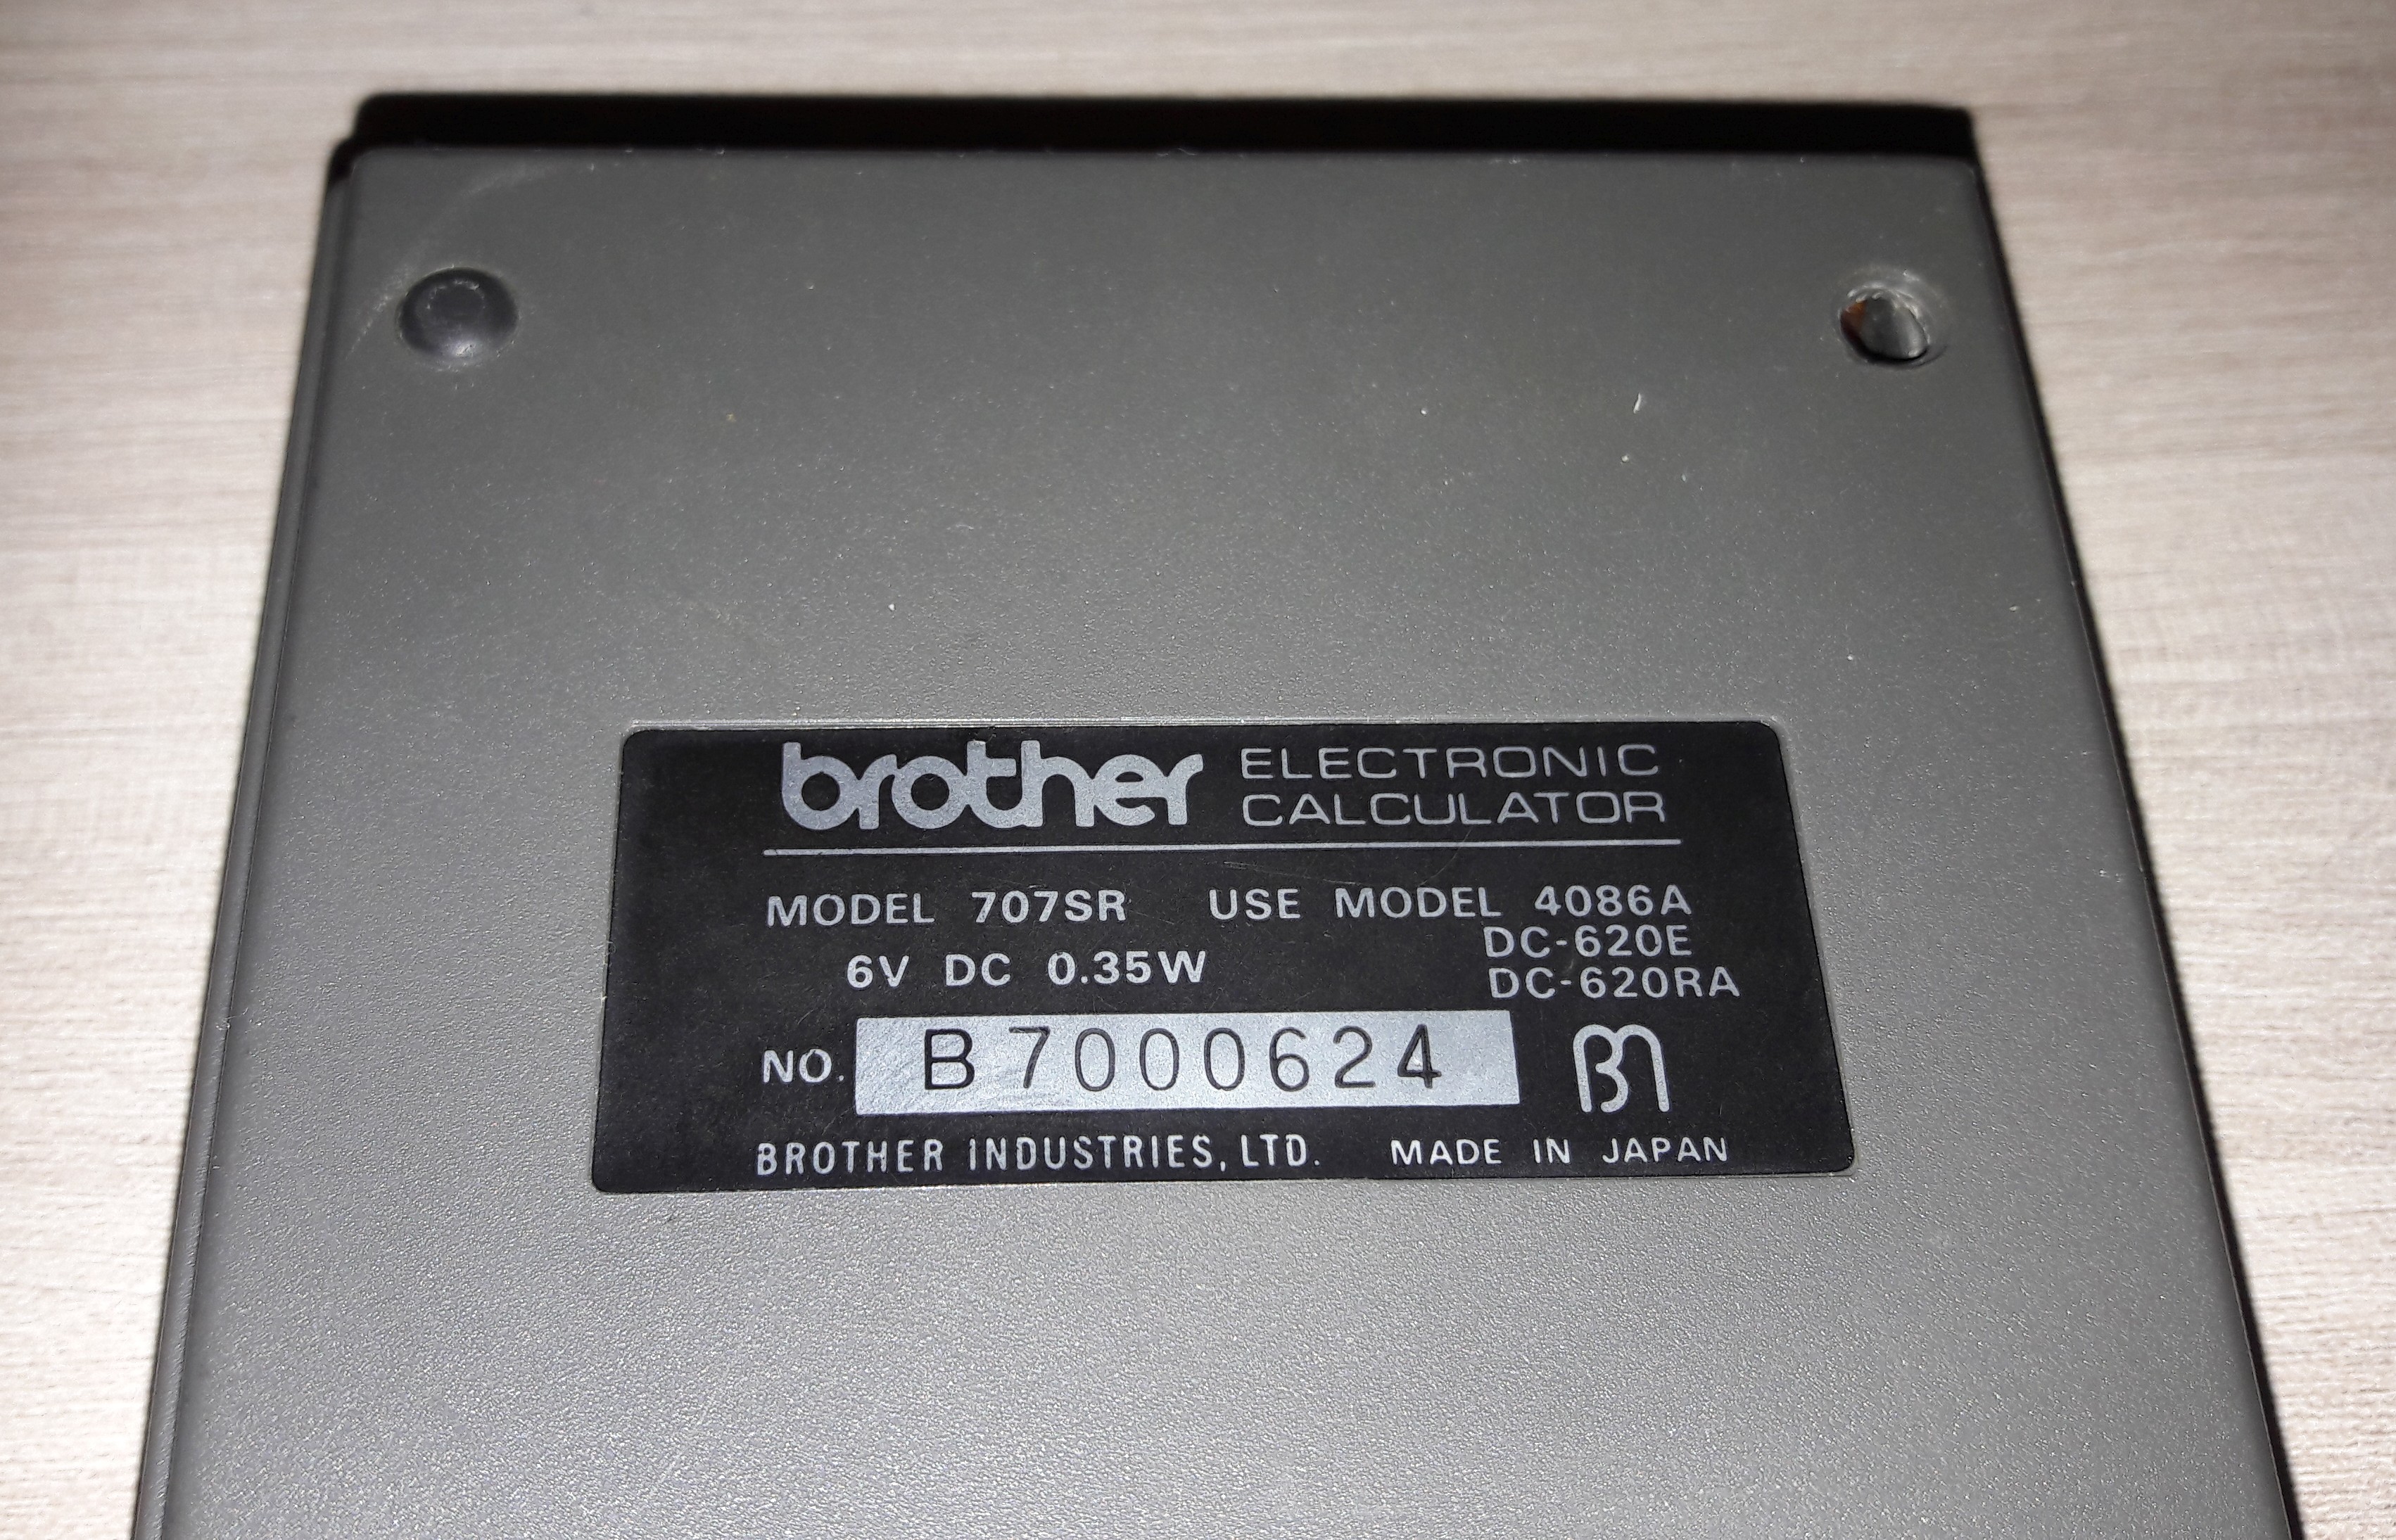 brother ELECTRONIC
CALCULATOR
MODEL 707SR USE MODEL 4086A
DC-620E
6V DC 0.35W
DC-620RA
NO. B7000624
BROTHER INDUSTRIES, LTD. MADE IN JAPAN